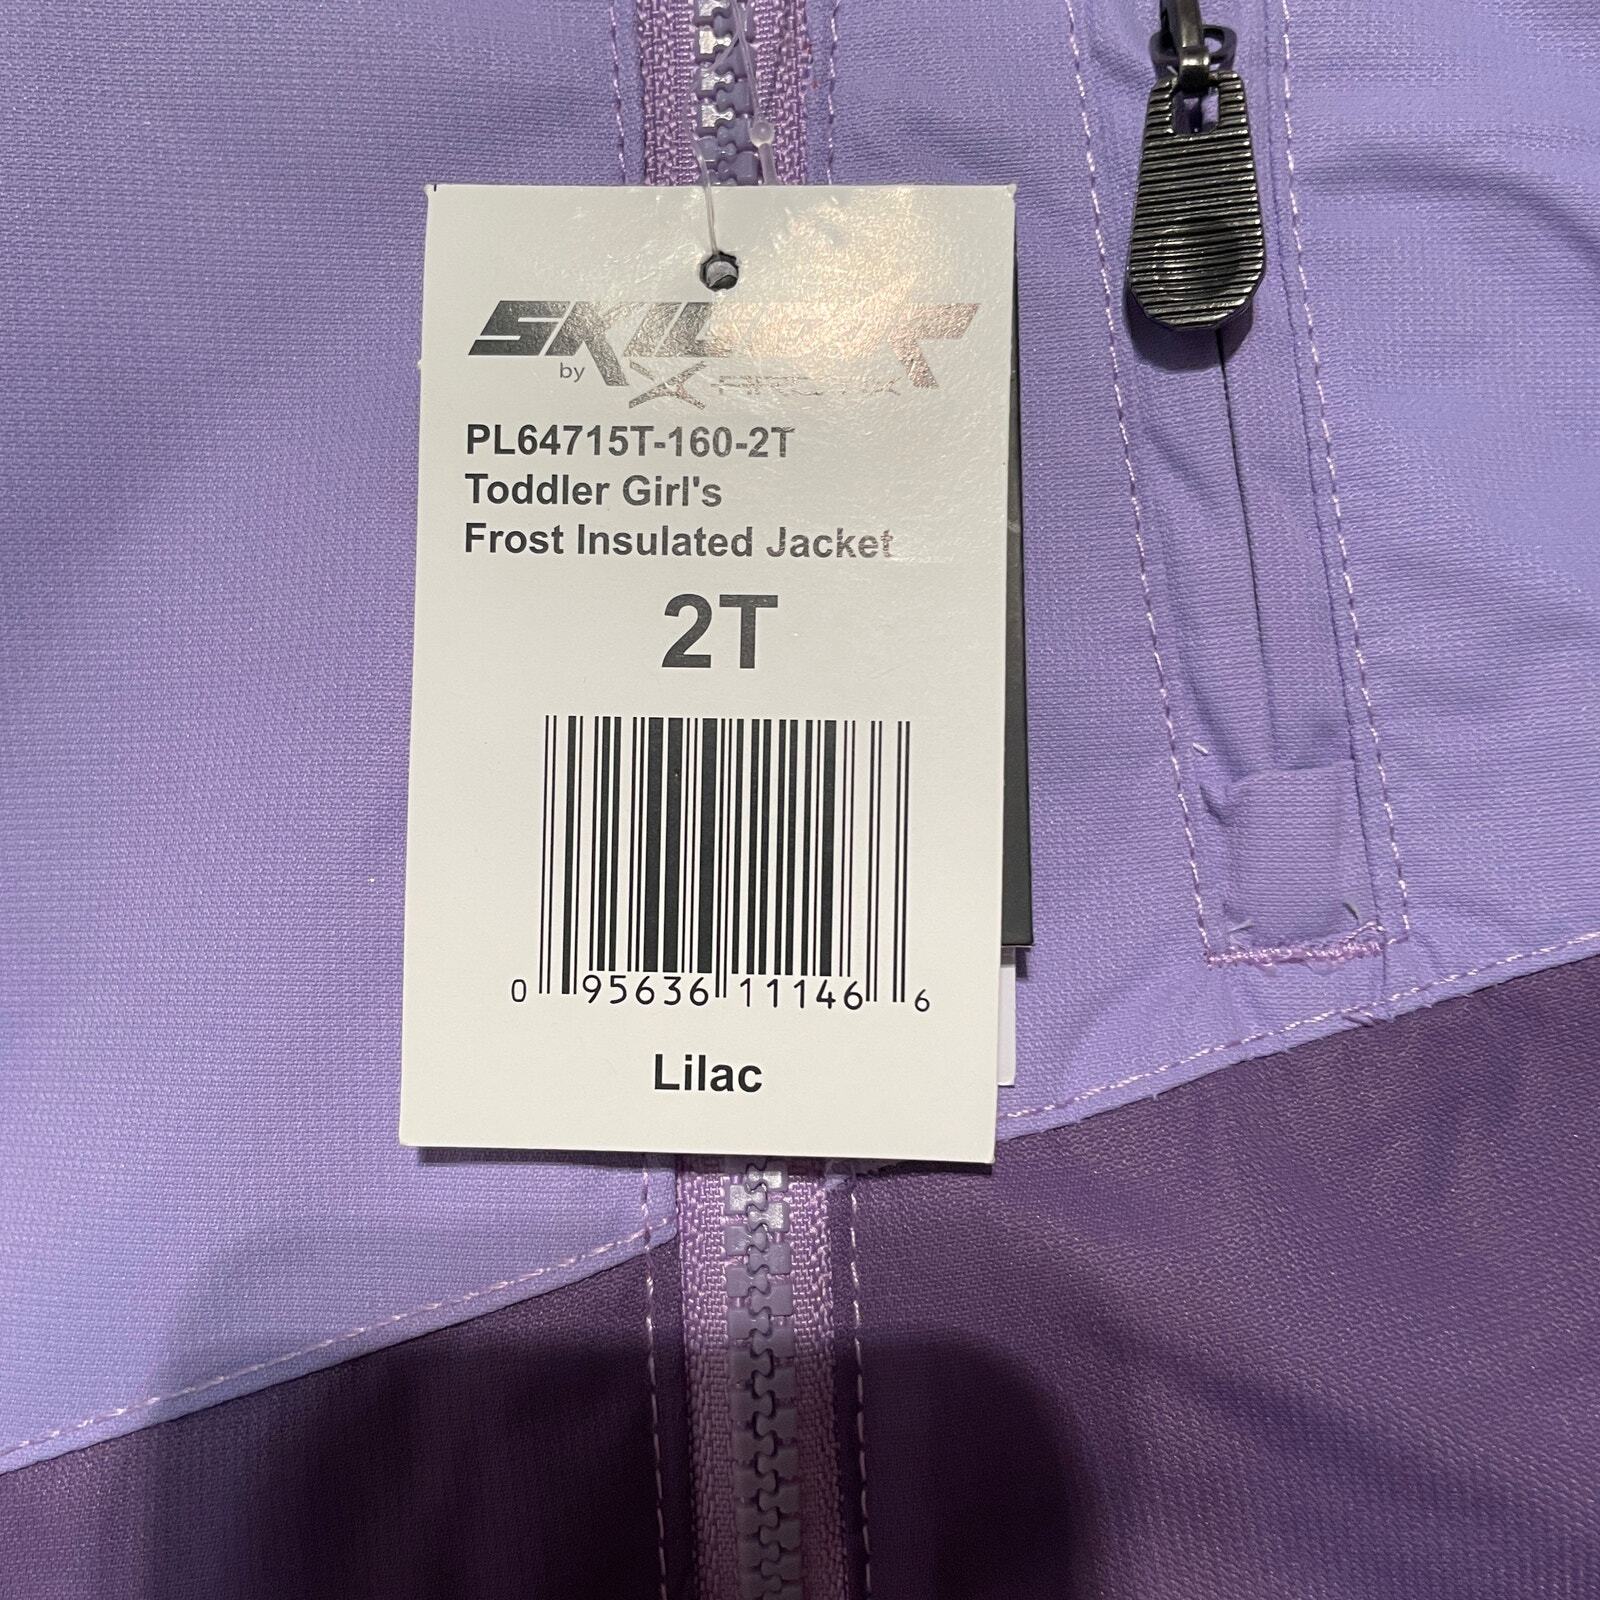 by
PL64715T-160-2T
Toddler Girl's
Frost Insulated Jacket
2T
0 95636 11146 6
Lilac